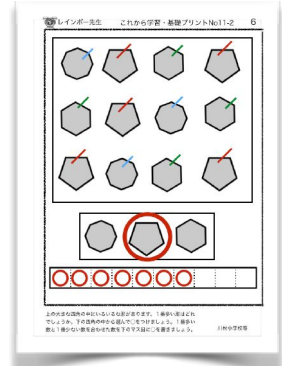 レインボー先生　これから学習・基礎プリントNo11-2　6
上の大きな四角の中にいろいろな形があります。1番多い形はどれ
でしょうか。下の四角の中から選んで○をつけましょう。1番多い
数と1番少ない数を合わせた数を下のマス目に○を書きましょう。
川村小学校等